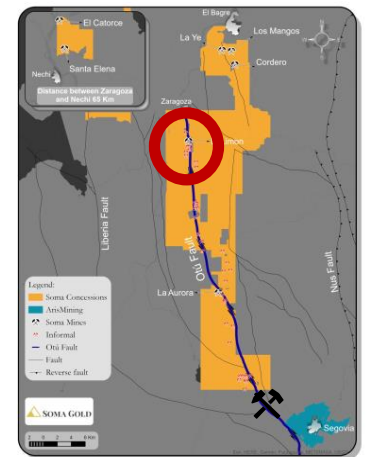 El Catorce
Santa Elena
Nechi
Distance between Zaragoza
and Nechi 65 Km
El Bagre
La Ye
Los Mangos
Cordero
Zaragoza
Liberia Fault
Otú Fault
Nus Fault
La Aurora
Legend:
Soma Concessions
ArisMining
Soma Mines
Informal
Otú Fault
Fault
Reverse fault
SOMA GOLD
Segovia